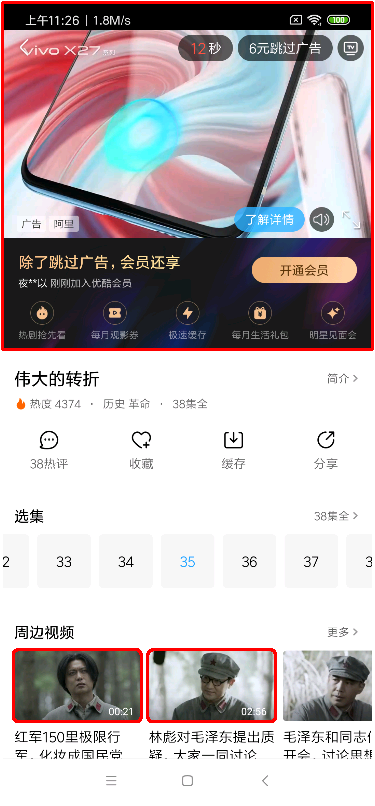 上午11:26 | 1.8M/s
100
vivo X27系列
12 秒
6元跳过广告
TV
广告 阿里
了解详情
除了跳过广告，会员还享
夜**以 刚刚加入优酷会员
开通会员
热剧抢先看 每月观影券 极速缓存 每月生活礼包 明星见面会
伟大的转折
简介 >
热度 4374 · 历史 革命 · 38集全
38热评 收藏 缓存 分享
选集
38集全 >
2 33 34 35 36 37 3
周边视频
更多 >
00:21
02:56
红军150里极限行
军，化妆成国民党
林彪对毛泽东提出质
疑，大家一同讨论
毛泽东和同志们
开会，讨论思想